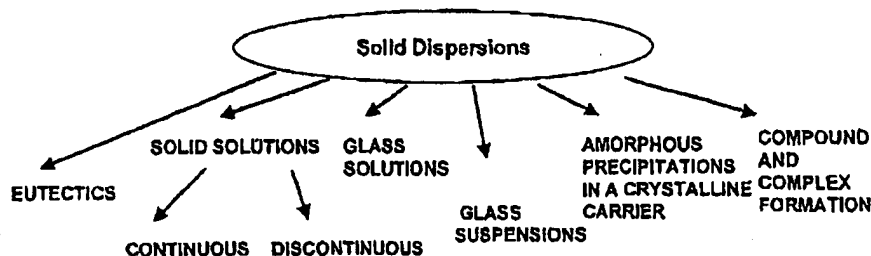 Solid Dispersions
EUTECTICS
SOLID SOLUTIONS
CONTINUOUS
DISCONTINUOUS
GLASS
SOLUTIONS
GLASS
SUSPENSIONS
AMORPHOUS
PRECIPITATIONS
IN A CRYSTALLINE
CARRIER
COMPOUND
AND
COMPLEX
FORMATION